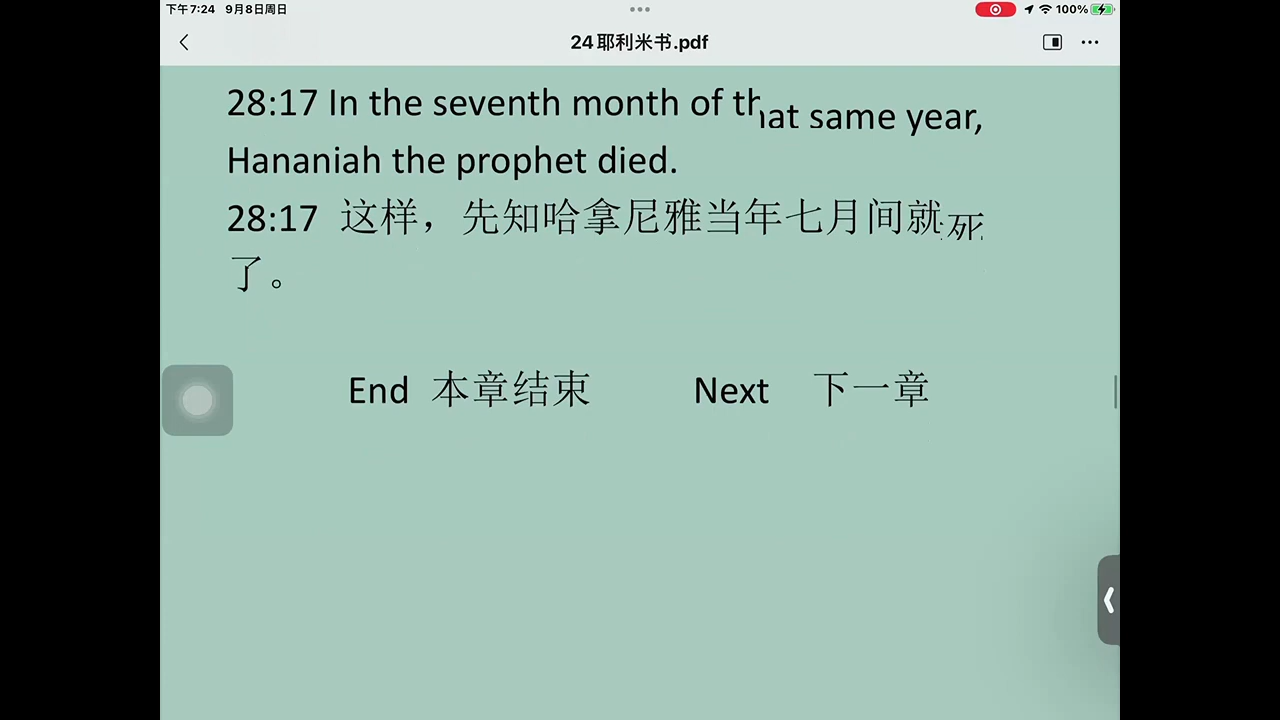 下午7:24 9月8日周日 100%
24耶利米书.pdf
28:17 In the seventh month of that same year,
Hananiah the prophet died.
28:17 这样，先知哈拿尼雅当年七月间就死
了。
End 本章结束 Next 下一章